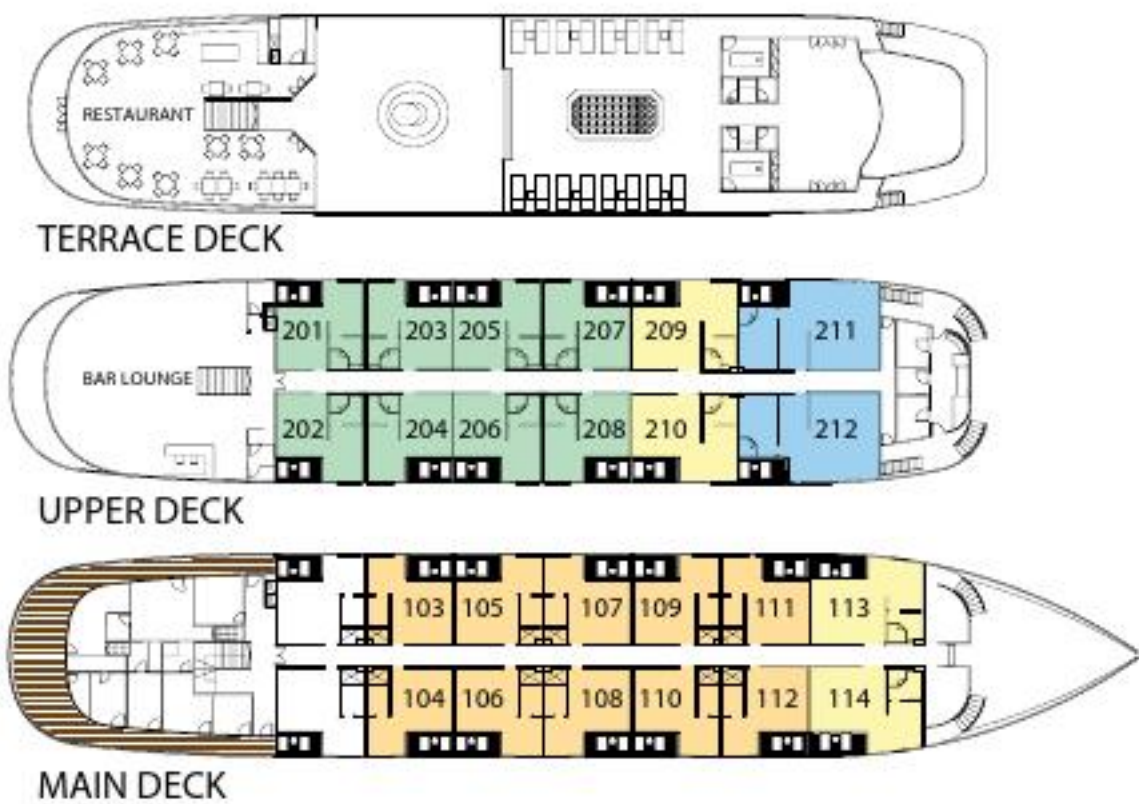 RESTAURANT
TERRACE DECK
201 203 205 207 209 211
BAR LOUNGE
202 204 206 208 210 212
UPPER DECK
103 105 107 109 111 113
104 106 108 110 112 114
MAIN DECK